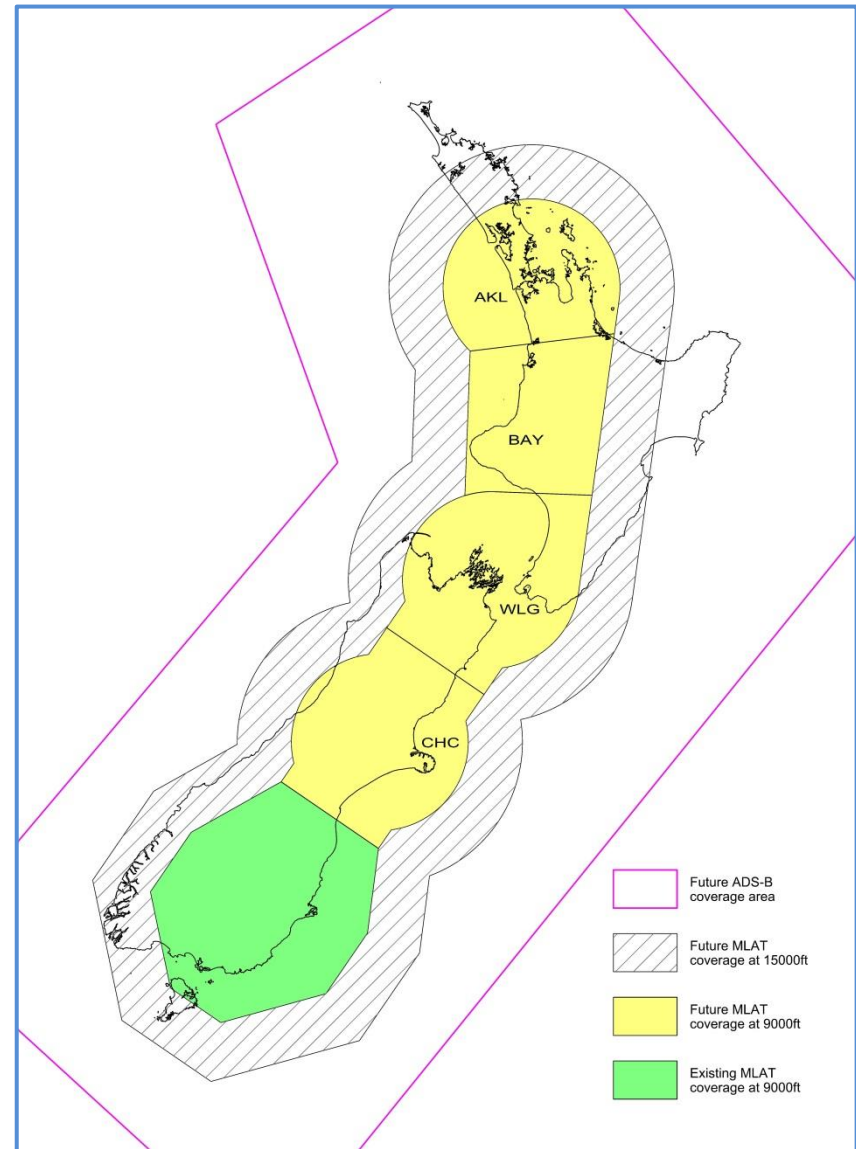 AKL
BAY
WLG
CHC
Future ADS-B
coverage area
Future MLAT
coverage at 15000ft
Future MLAT
coverage at 9000ft
Existing MLAT
coverage at 9000ft